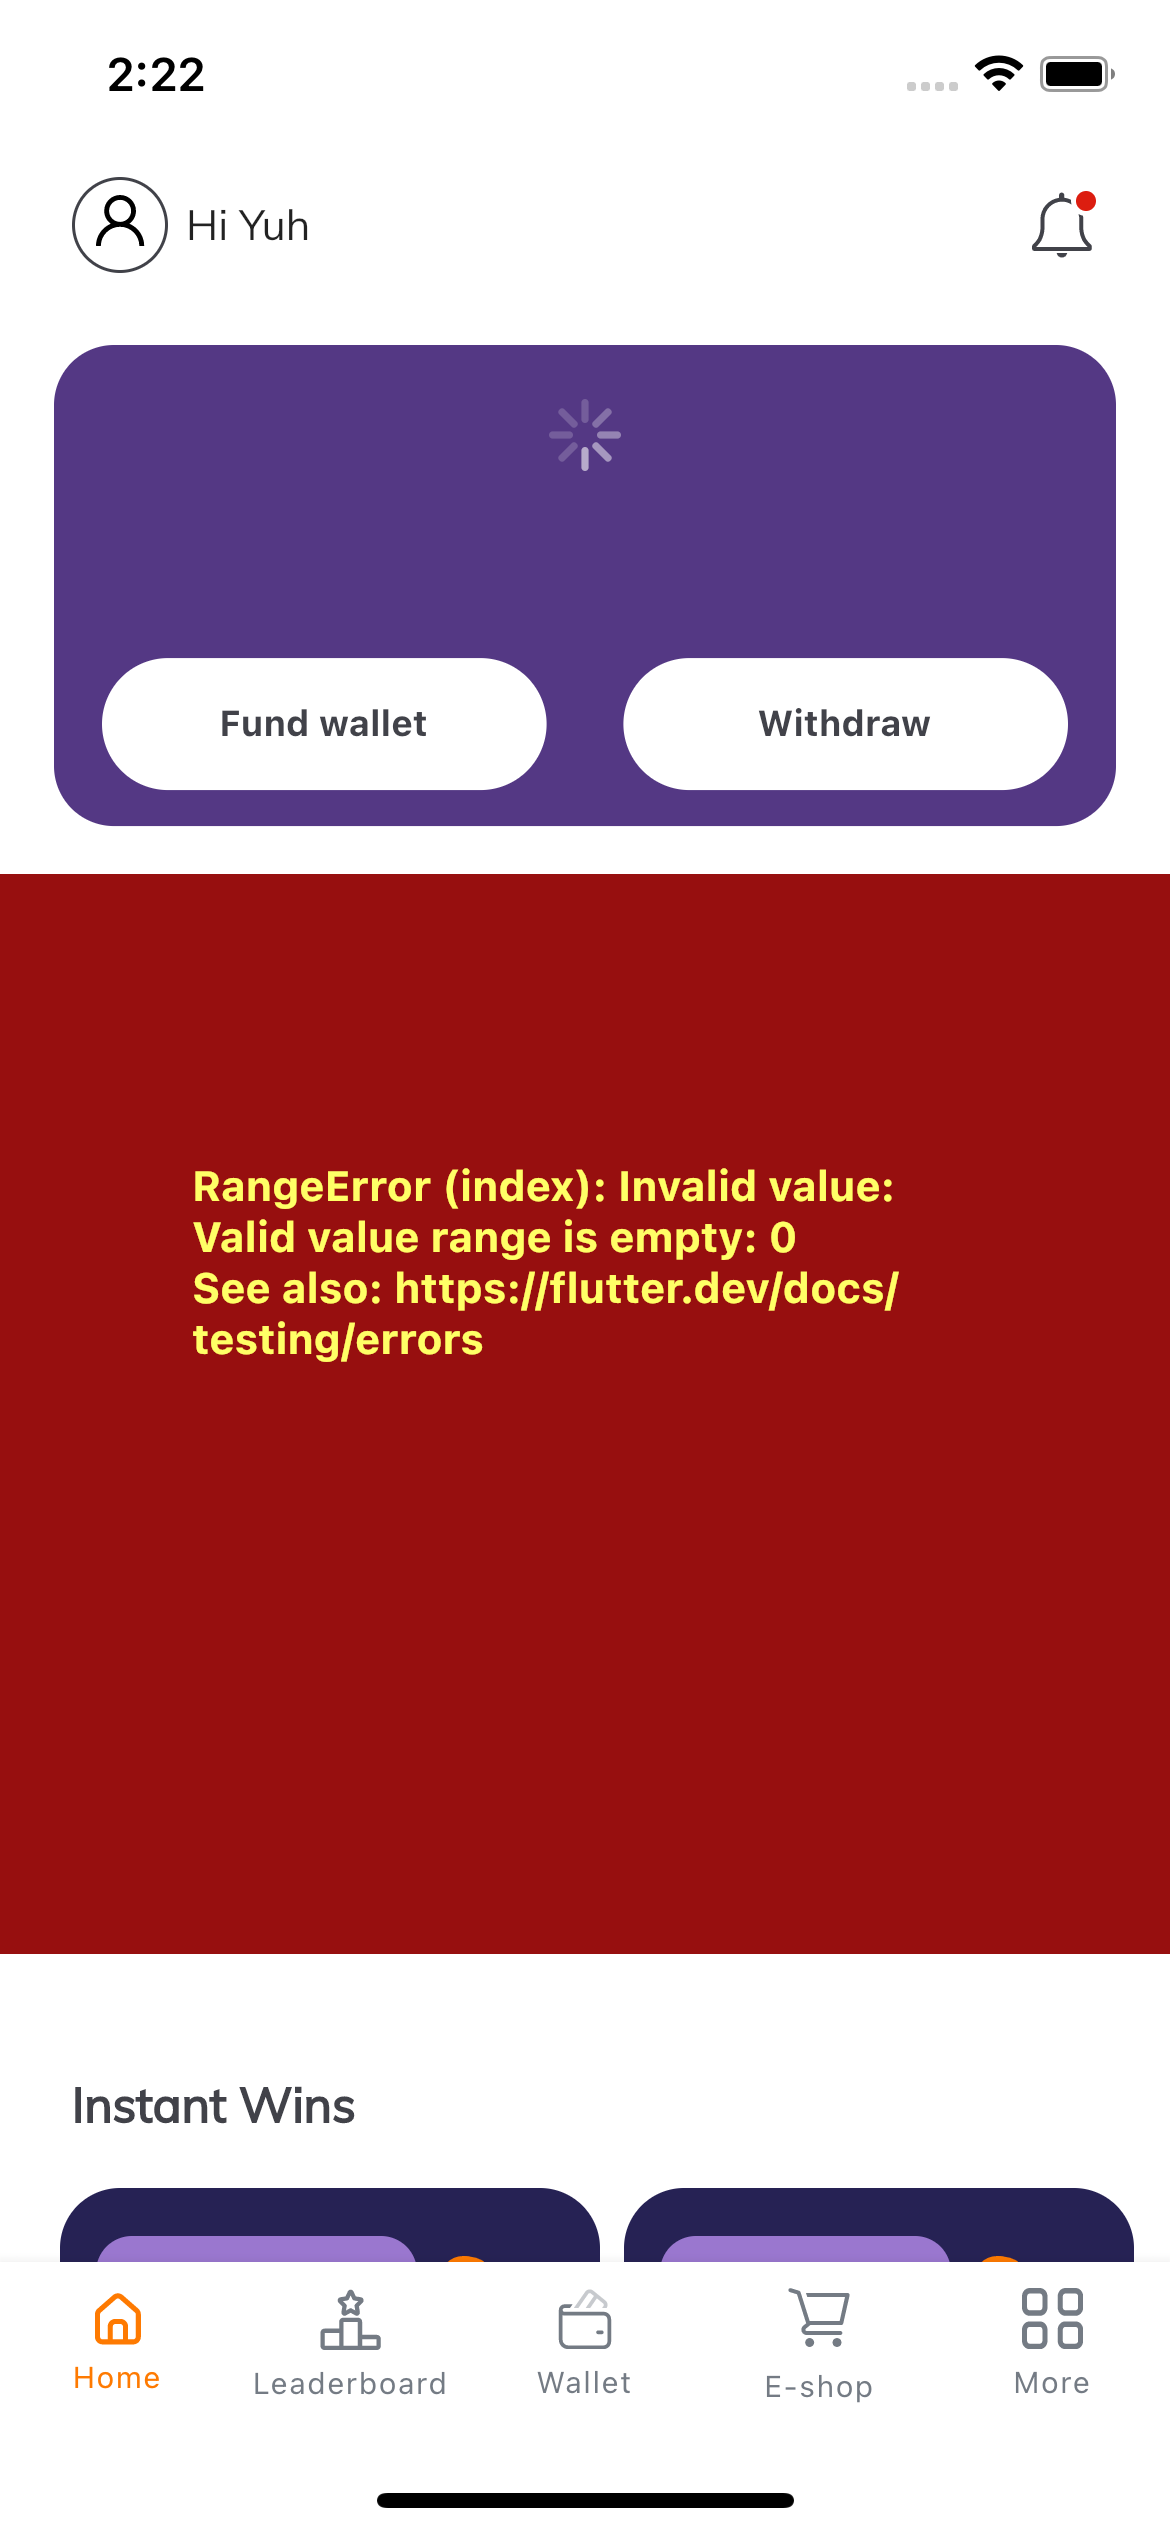 2:22
Hi Yuh
Fund wallet
Withdraw
RangeError (index): Invalid value:
Valid value range is empty: 0
See also: https://flutter.dev/docs/
testing/errors
Instant Wins
Home
Leaderboard
Wallet
E-shop
More